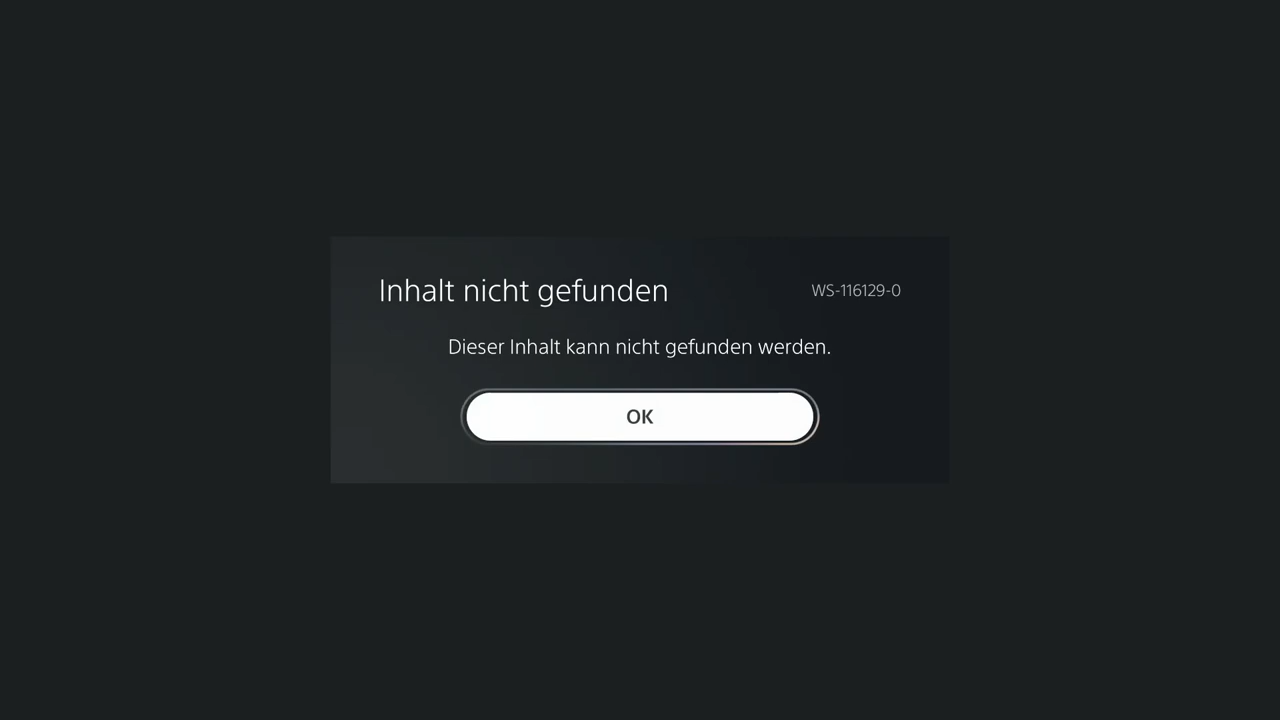 Inhalt nicht gefunden
WS-116129-0
Dieser Inhalt kann nicht gefunden werden.
OK